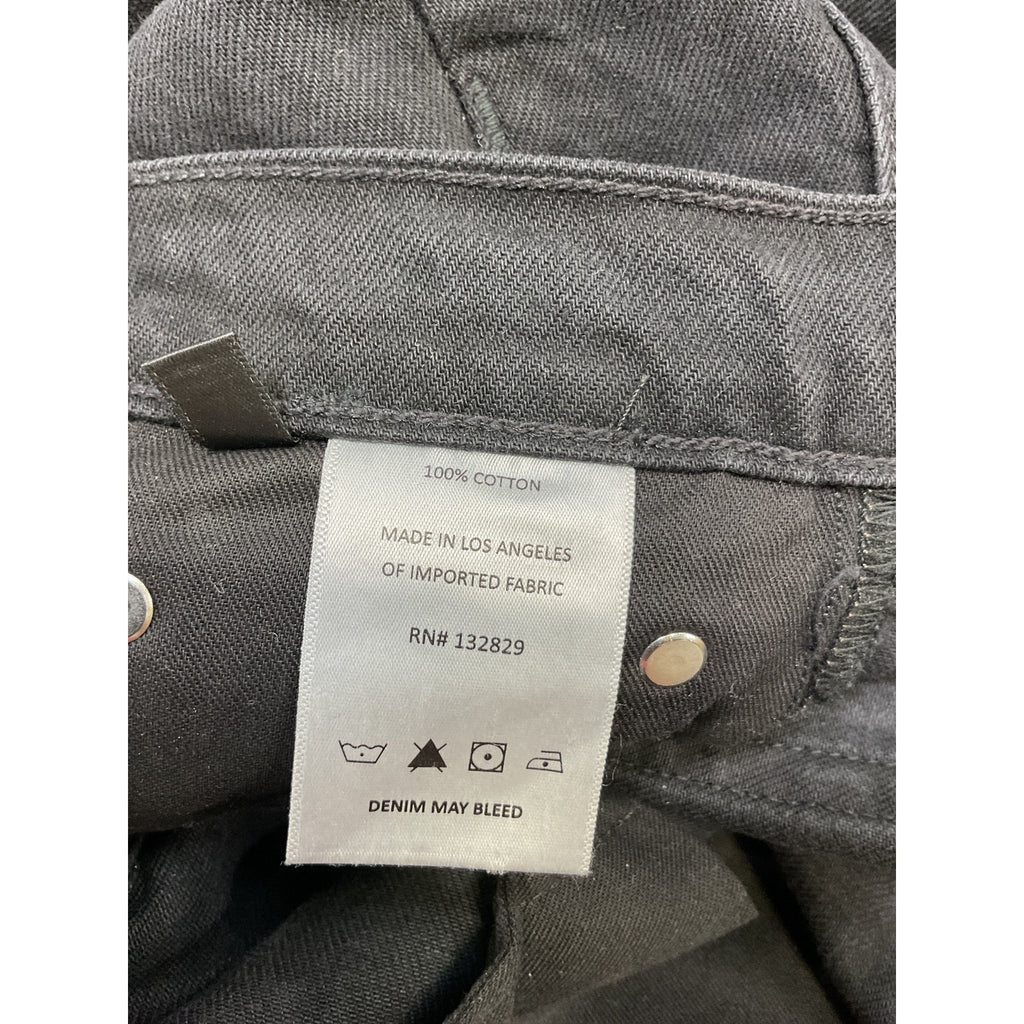 100% COTTON
MADE IN LOS ANGELES
OF IMPORTED FABRIC
RN# 132829
DENIM MAY BLEED